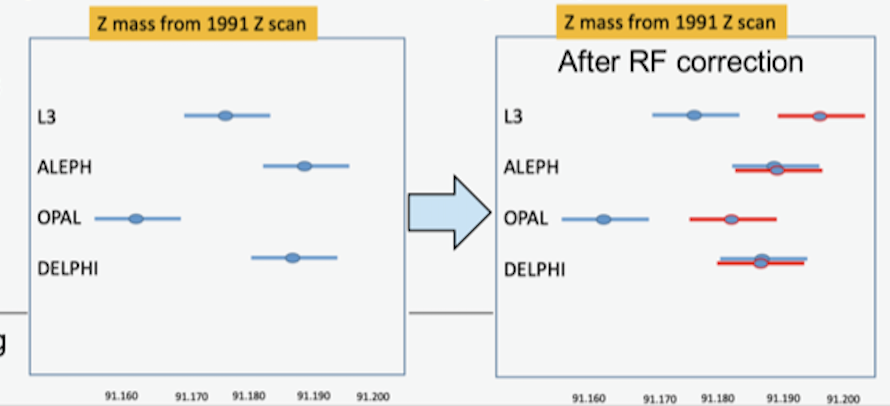 Z mass from 1991 Z scan
L3
ALEPH
OPAL
DELPHI
91.160 91.170 91.180 91.190 91.200
g
Z mass from 1991 Z scan
After RF correction
L3
ALEPH
OPAL
DELPHI
91.160 91.170 91.180 91.190 91.200